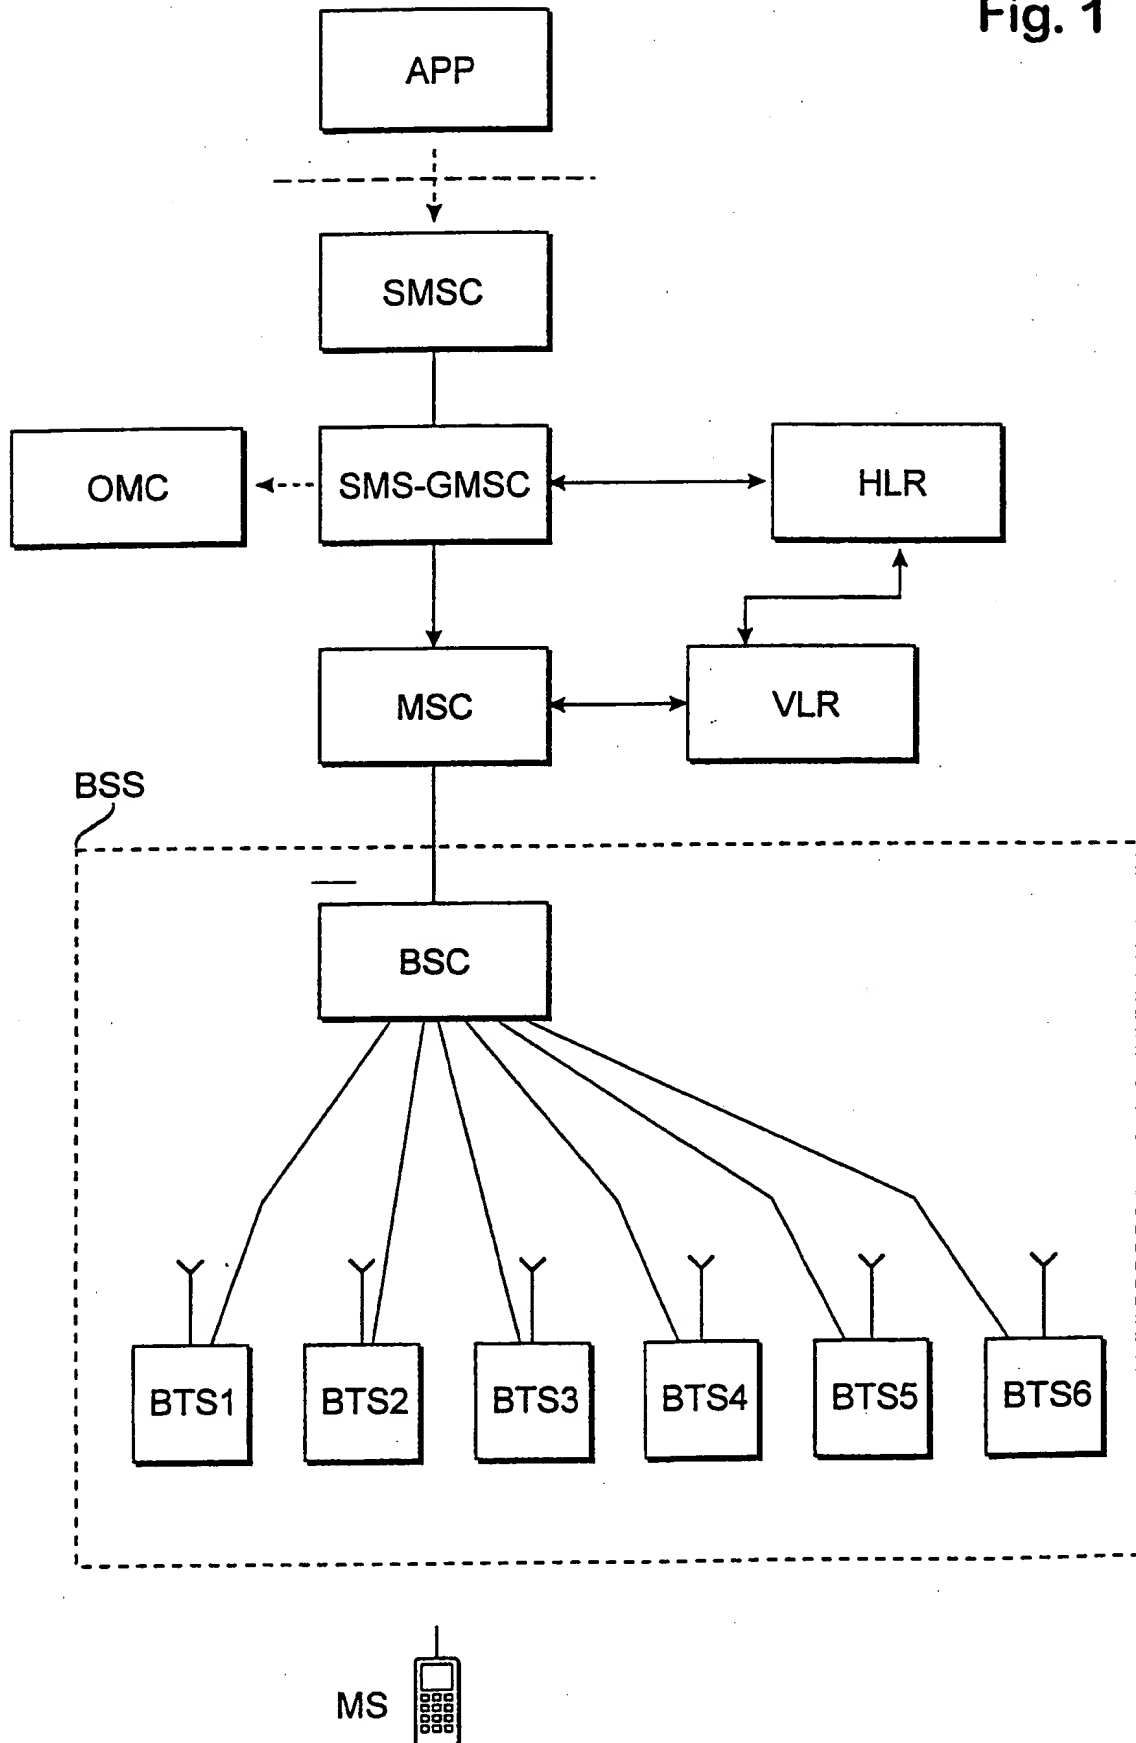 Fig. 1
APP
SMSC
OMC
SMS-GMSC
HLR
MSC
VLR
BSS
BSC
BTS1
BTS2
BTS3
BTS4
BTS5
BTS6
MS